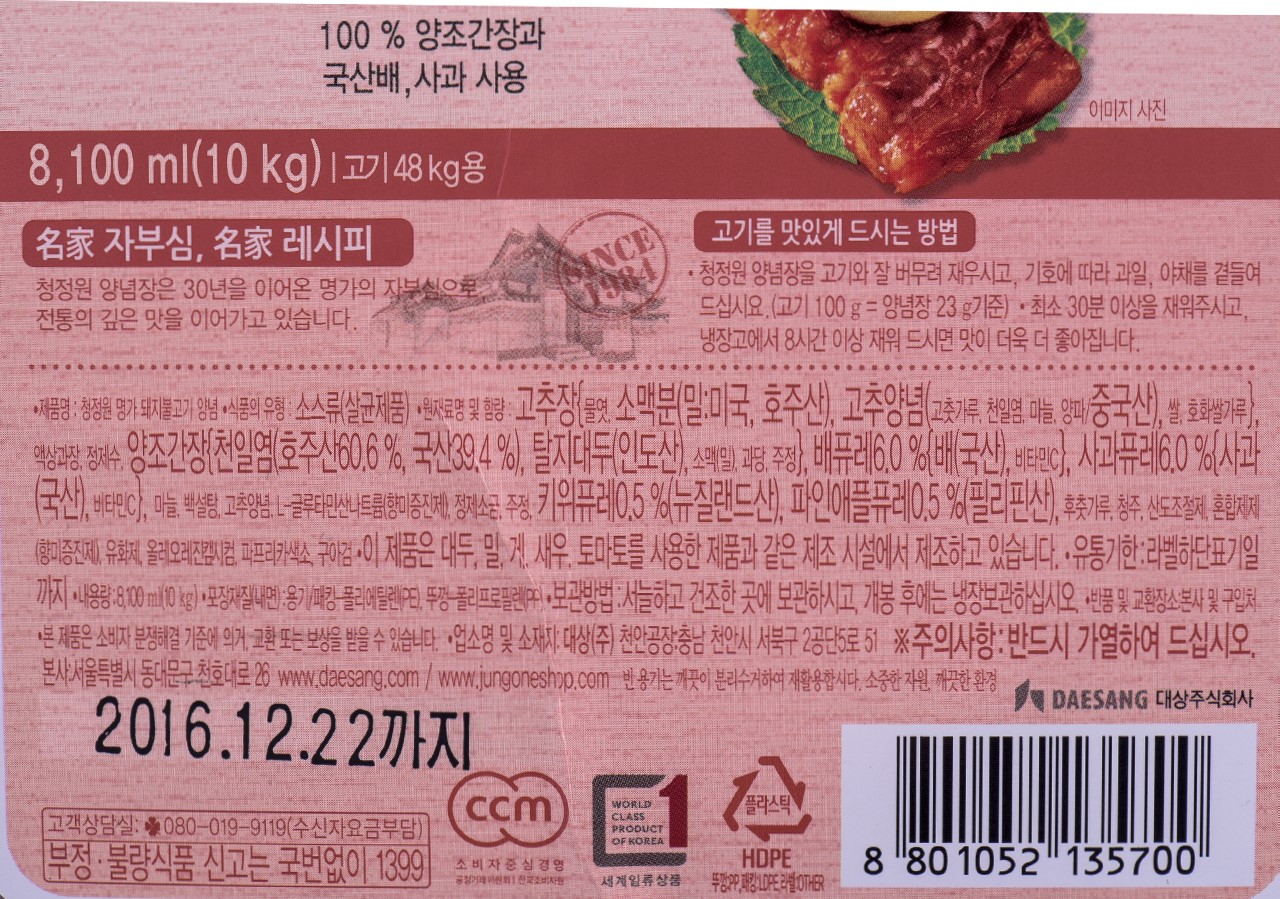 100 % 양조간장과
국산배, 사과 사용
이미지 사진
8,100 ml(10 kg) | 고기 48 kg용
名家 자부심, 名家 레시피
SINCE 1984
청정원 양념장은 30년을 이어온 명가의 자부심으로
전통의 깊은 맛을 이어가고 있습니다.
고기를 맛있게 드시는 방법
• 청정원 양념장을 고기와 잘 버무려 재우시고, 기호에 따라 과일, 야채를 곁들여
드십시요.(고기 100 g = 양념장 23 g기준) • 최소 30분 이상을 재워주시고,
냉장고에서 8시간 이상 재워 드시면 맛이 더욱 더 좋아집니다.
•제품명 : 청정원 명가 돼지불고기 양념 •식품의 유형 : 소스류(살균제품) •원재료명 및 함량 : 고추장{물엿, 소맥분(밀:미국, 호주산), 고추양념(고춧가루, 천일염, 마늘, 양파/중국산), 쌀, 호화쌀가루},
액상과당, 정제수, 양조간장{천일염(호주산60.6 %, 국산39.4 %), 탈지대두(인도산), 소맥(밀), 과당, 주정}, 배퓨레6.0 %{배(국산), 비타민C}, 사과퓨레6.0 %{사과
(국산), 비타민C}, 마늘, 백설탕, 고추양념, L-글루타민산나트륨(향미증진제), 정제소금, 주정, 키위퓨레0.5 %(뉴질랜드산), 파인애플퓨레0.5 %(필리핀산), 후춧가루, 청주, 산도조절제, 혼합제제
(향미증진제), 유화제, 올레오레진캡시컴, 파프리카색소, 구아검 •이 제품은 대두, 밀, 게, 새우, 토마토를 사용한 제품과 같은 제조 시설에서 제조하고 있습니다. •유통기한:라벨하단표기일
까지 •내용량:8,100 ml(10 kg) •포장재질(내면):용기/패킹-폴리에틸렌(PE), 뚜껑-폴리프로필렌(PP) •보관방법:서늘하고 건조한 곳에 보관하시고, 개봉 후에는 냉장보관하십시오. •반품 및 교환장소:본사 및 구입처
•본 제품은 소비자 분쟁해결 기준에 의거, 교환 또는 보상을 받을 수 있습니다. •업소명 및 소재지: 대상(주) 천안공장:충남 천안시 서북구 2공단5로 51 ※주의사항:반드시 가열하여 드십시오.
본사:서울특별시 동대문구 천호대로 26 www.daesang.com / www.jungoneshop.com 빈 용기는 깨끗이 분리수거하여 재활용합시다. 소중한 자원, 깨끗한 환경
DAESANG 대상주식회사
2016.12.22까지
고객상담실: 080-019-9119(수신자요금부담)
부정·불량식품 신고는 국번없이 1399
ccm
소비자중심경영
공정거래위원회 | 한국소비자원
WORLD
CLASS
PRODUCT
OF KOREA
1
세계일류상품
플라스틱
HDPE
뚜껑:PP,패킹:LDPE,라벨:OTHER
8 801052 135700